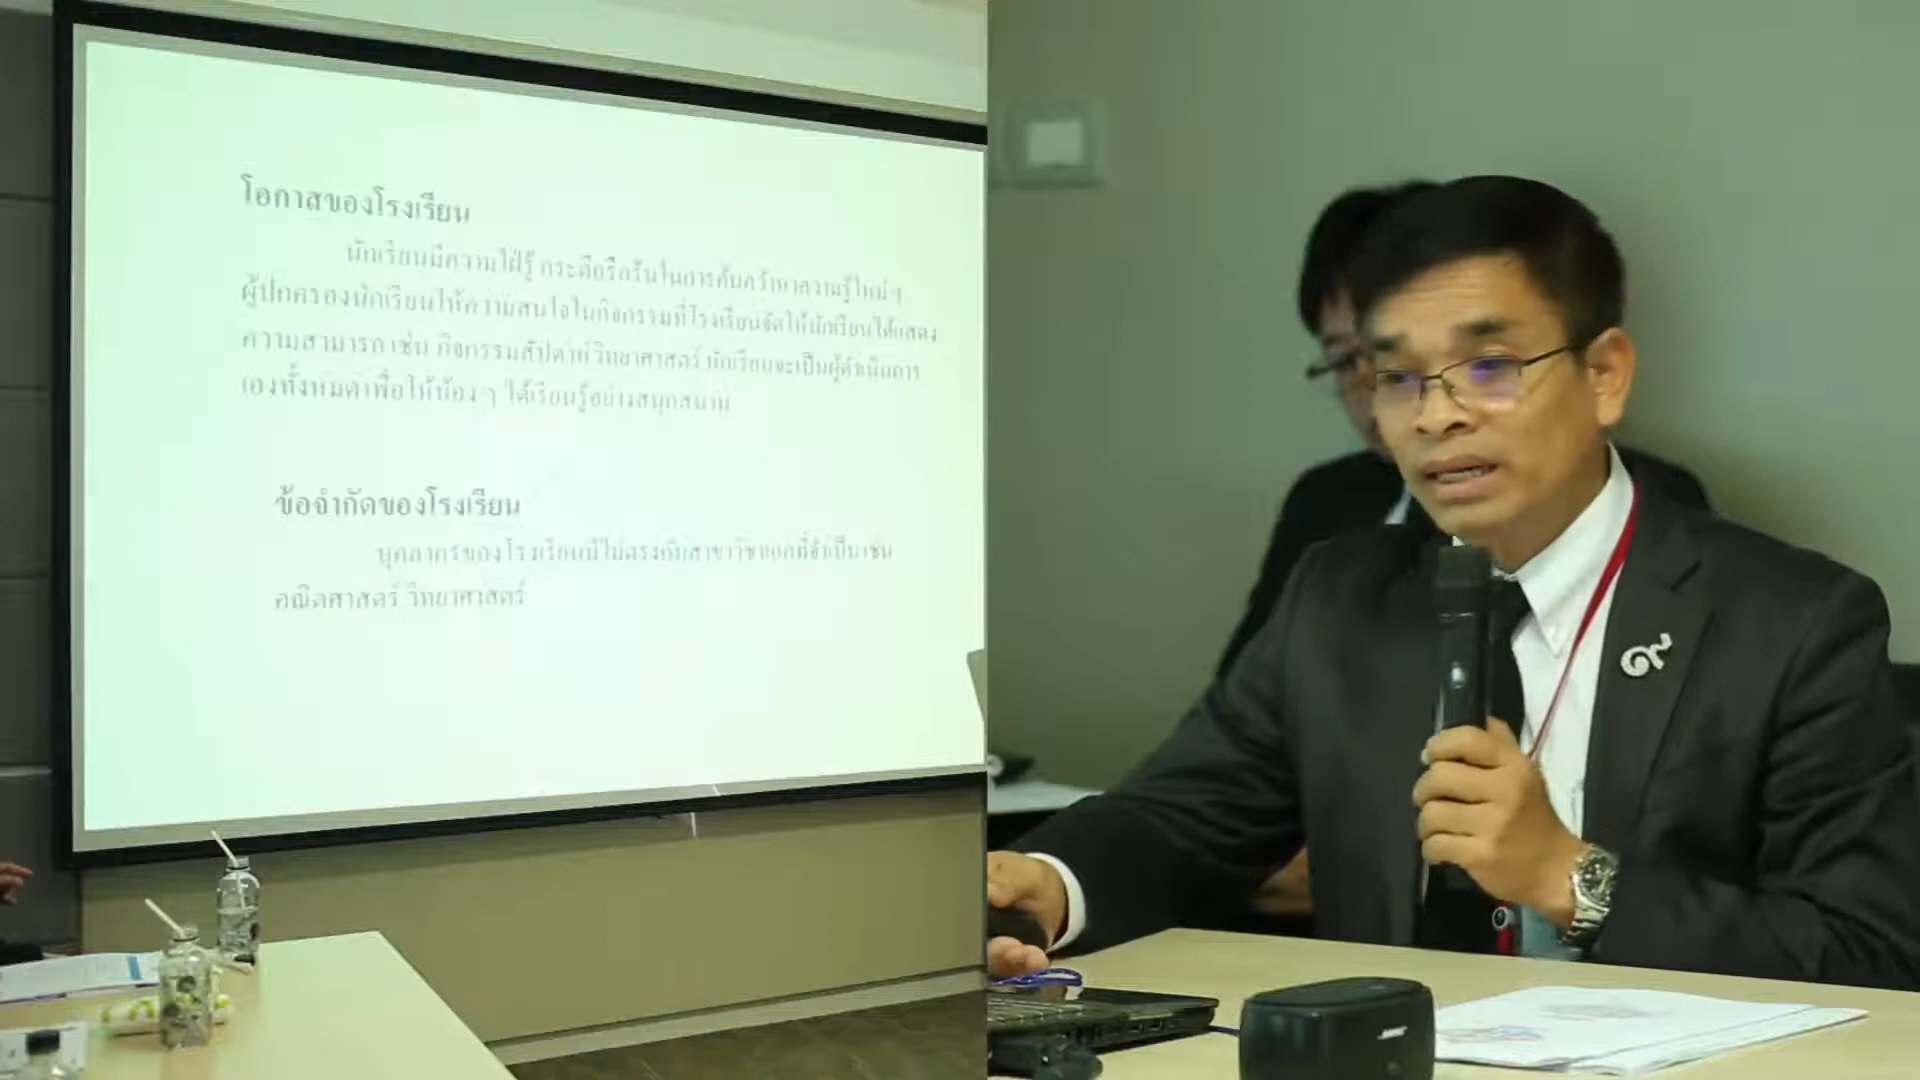 โอกาสของโรงเรียน
นักเรียนมีความใฝ่รู้ กระตือรือร้นในการค้นคว้าหาความรู้ใหม่ ๆ
ผู้ปกครองนักเรียนให้ความสนใจในกิจกรรมที่โรงเรียนจัดให้นักเรียนได้แสดง
ความสามารถ เช่น กิจกรรมสัปดาห์วิทยาศาสตร์ นักเรียนจะเป็นผู้ดำเนินการ
เองทั้งหมดเพื่อให้น้อง ๆ ได้เรียนรู้อย่างสนุกสนาน
ข้อจำกัดของโรงเรียน
บุคลากรของโรงเรียนมีไม่ตรงกับสาขาวิชาเอกที่จำเป็น เช่น
คณิตศาสตร์ วิทยาศาสตร์
๙
BOSE